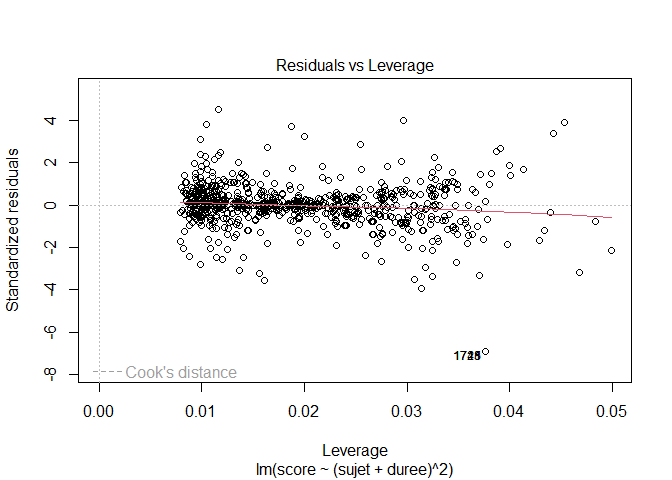 Residuals vs Leverage
Standardized residuals
4
2
0
-2
-4
-6
-8
Cook's distance
0.00 0.01 0.02 0.03 0.04 0.05
Leverage
lm(score ~ (sujet + duree)^2)